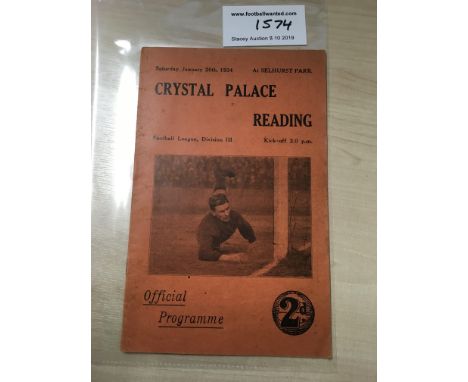 www.footballwanted.com
1574
Stacey Auction 9 10 2019
Saturday January 20th, 1934 At SELHURST PARK
CRYSTAL PALACE
READING
Football League, Division III Kick-off 3.0 p.m.
Official
Programme
2d